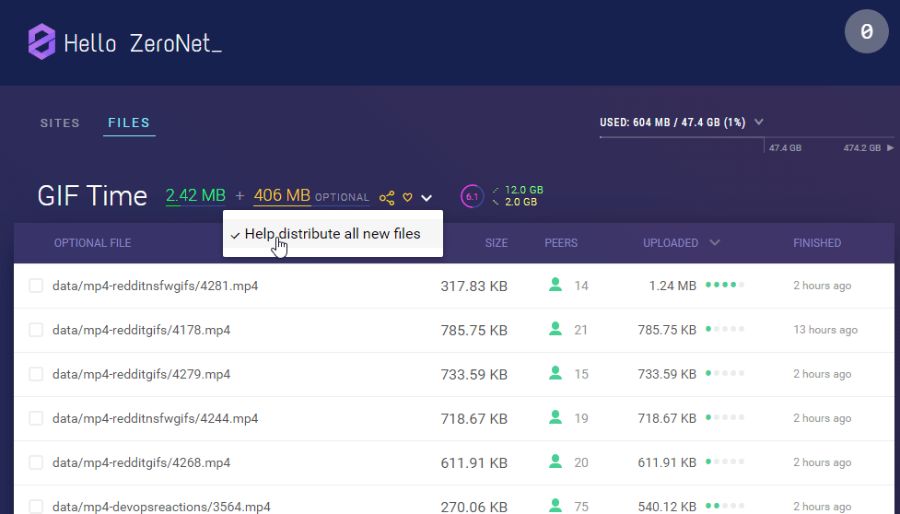 Hello ZeroNet_
0
SITES FILES
USED: 604 MB / 47.4 GB (1%)
47.4 GB 474.2 GB
GIF Time 2.42 MB + 406 MB OPTIONAL 6.1 12.0 GB
2.0 GB
Help distribute all new files
OPTIONAL FILE SIZE PEERS UPLOADED FINISHED
data/mp4-redditnsfwgifs/4281.mp4 317.83 KB 14 1.24 MB 2 hours ago
data/mp4-redditgifs/4178.mp4 785.75 KB 21 785.75 KB 13 hours ago
data/mp4-redditgifs/4279.mp4 733.59 KB 15 733.59 KB 2 hours ago
data/mp4-redditnsfwgifs/4244.mp4 718.67 KB 19 718.67 KB 2 hours ago
data/mp4-redditgifs/4268.mp4 611.91 KB 20 611.91 KB 2 hours ago
data/mp4-devopsreactions/3564.mp4 270.06 KB 75 540.12 KB 2 hours ago